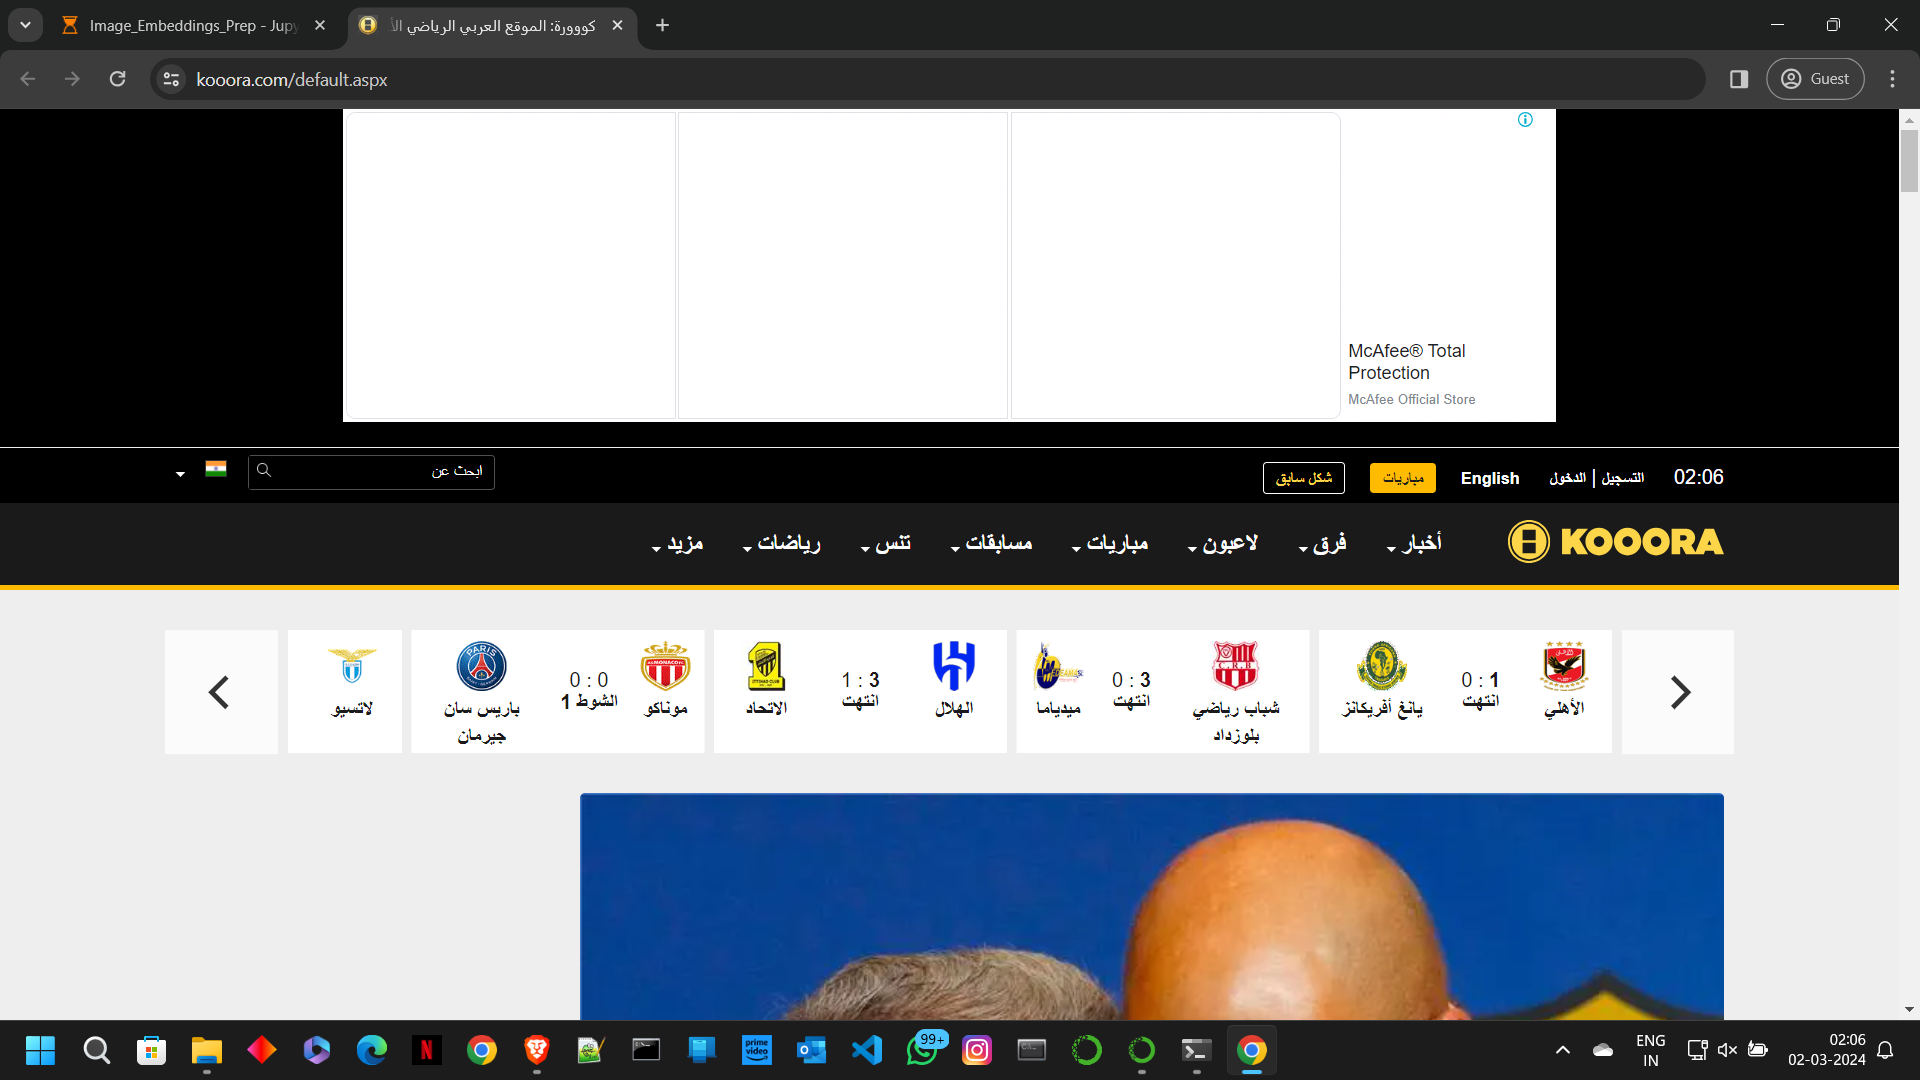 Image_Embeddings_Prep - Jupy
كووورة: الموقع العربي الرياضي ال
kooora.com/default.aspx
Guest
McAfee® Total
Protection
McAfee Official Store
02:06
التسجيل | الدخول
English
مباريات
شكل سابق
ابحث عن
KOOORA
أخبار
فرق
لاعبون
مباريات
مسابقات
تنس
رياضات
مزيد
الأهلي
1 : 0
انتهت
يانغ أفريكانز
شباب رياضي
بلوزداد
3 : 0
انتهت
ميدياما
الهلال
3 : 1
انتهت
الاتحاد
موناكو
0 : 0
الشوط 1
باريس سان
جيرمان
لاتسيو
99+
prime
video
ENG
IN
02:06
02-03-2024